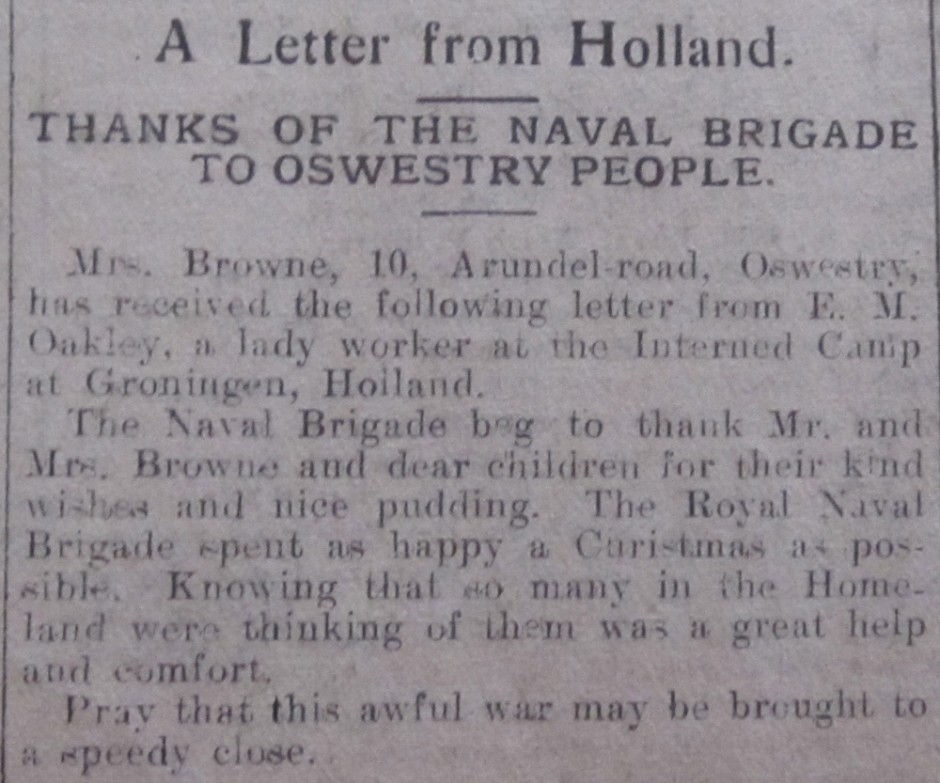 A Letter from Holland.
THANKS OF THE NAVAL BRIGADE
TO OSWESTRY PEOPLE.
Mrs. Browne, 10, Arundel-road, Oswestry,
has received the following letter from E. M.
Oakley, a lady worker at the Interned Camp
at Groningen, Holland.
The Naval Brigade beg to thank Mr. and
Mrs. Browne and dear children for their kind
wishes and nice pudding. The Royal Naval
Brigade spent as happy a Christmas as pos-
sible. Knowing that so many in the Home-
land were thinking of them was a great help
and comfort.
Pray that this awful war may be brought to
a speedy close.